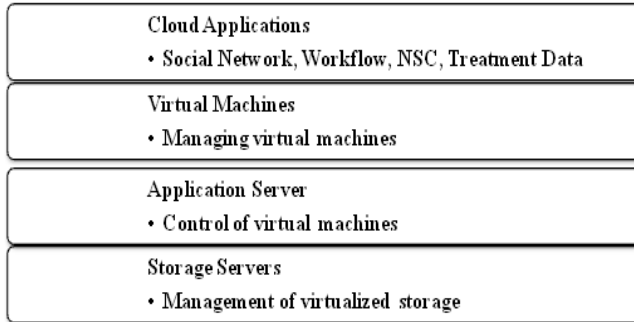 Cloud Applications
• Social Network, Workflow, NSC, Treatment Data
Virtual Machines
• Managing virtual machines
Application Server
• Control of virtual machines
Storage Servers
• Management of virtualized storage